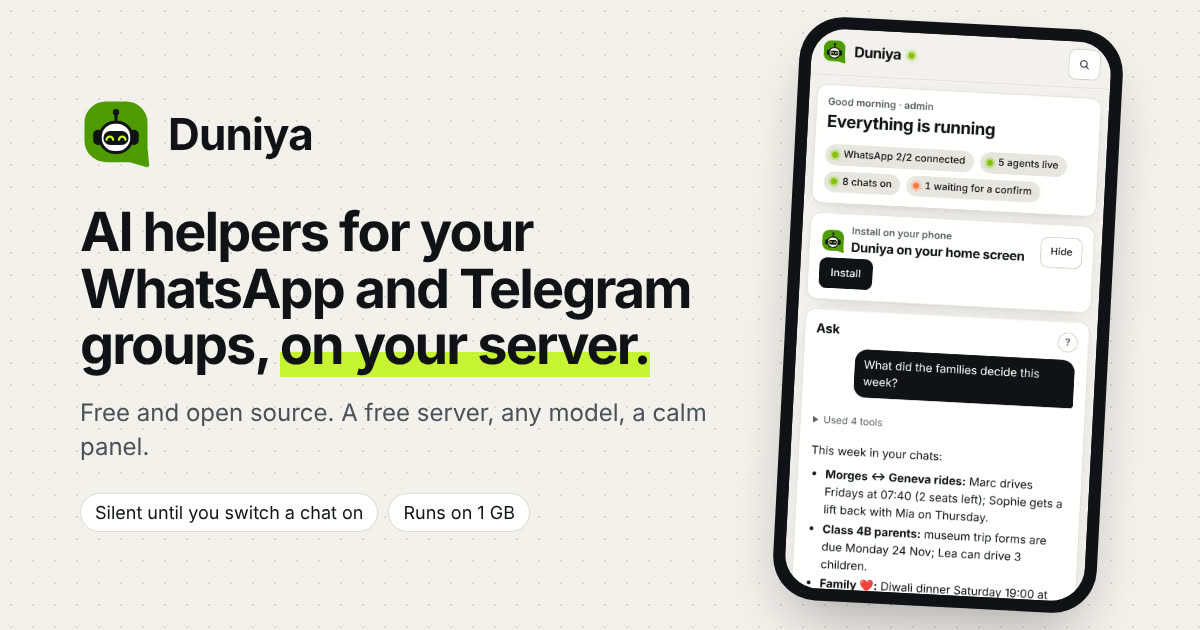 Duniya
AI helpers for your
WhatsApp and Telegram
groups, on your server.
Free and open source. A free server, any model, a calm
panel.
Silent until you switch a chat on
Runs on 1 GB
Duniya
Good morning · admin
Everything is running
WhatsApp 2/2 connected
5 agents live
8 chats on
1 waiting for a confirm
Install on your phone
Duniya on your home screen
Hide
Install
Ask
?
What did the families decide this
week?
▶ Used 4 tools
This week in your chats:
• Morges ↔ Geneva rides: Marc drives
Fridays at 07:40 (2 seats left); Sophie gets a
lift back with Mia on Thursday.
• Class 4B parents: museum trip forms are
due Monday 24 Nov; Lea can drive 3
children.
• Family ❤️: Diwali dinner Saturday 19:00 at